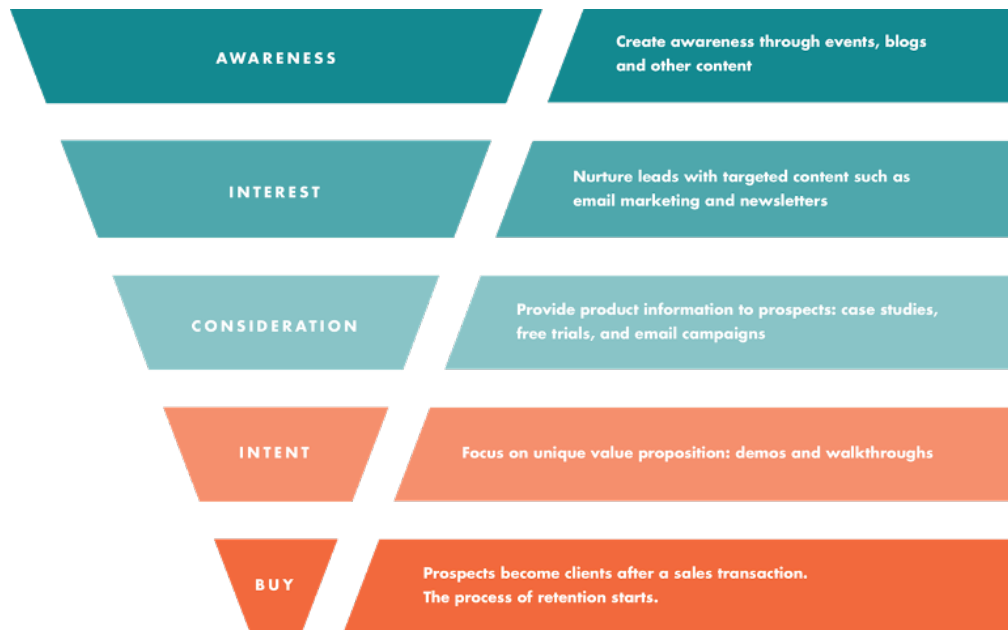 AWARENESS
Create awareness through events, blogs
and other content
INTEREST
Nurture leads with targeted content such as
email marketing and newsletters
CONSIDERATION
Provide product information to prospects: case studies,
free trials, and email campaigns
INTENT
Focus on unique value proposition: demos and walkthroughs
BUY
Prospects become clients after a sales transaction.
The process of retention starts.